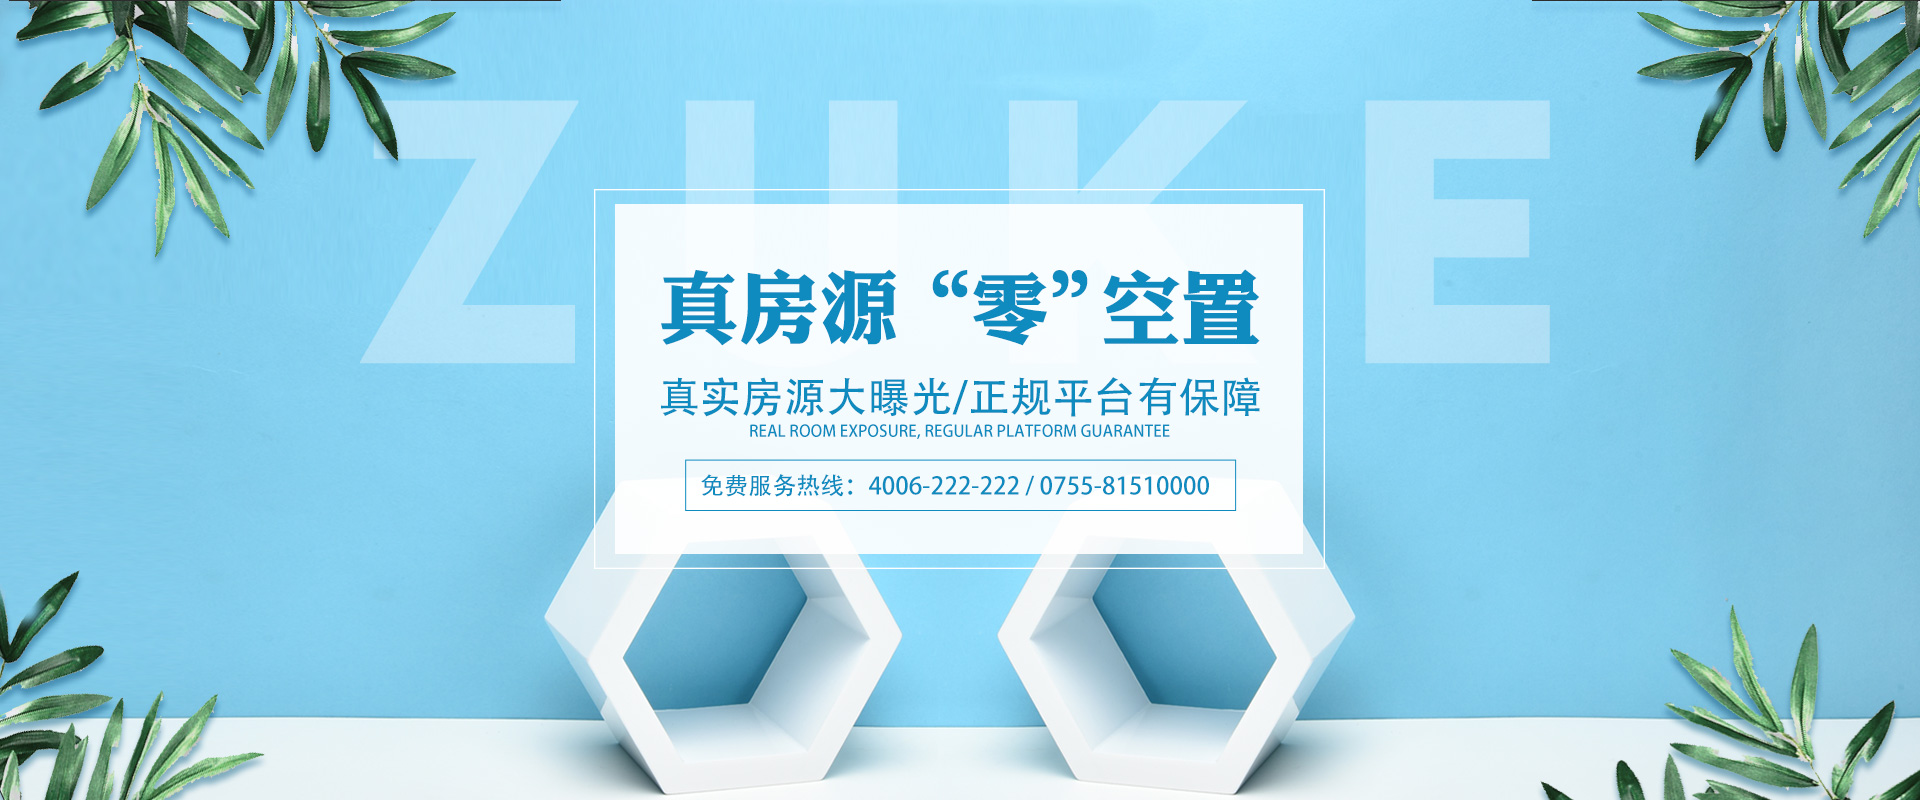 ZUKE
真房源“零”空置
真实房源大曝光/正规平台有保障
REAL ROOM EXPOSURE, REGULAR PLATFORM GUARANTEE
免费服务热线：4006-222-222 / 0755-81510000